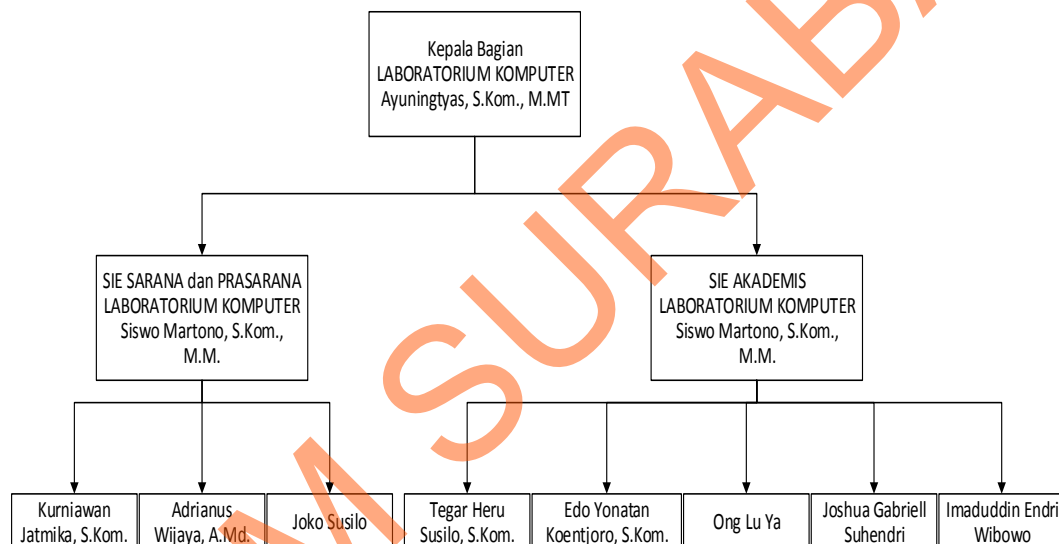 Kepala Bagian
LABORATORIUM KOMPUTER
Ayuningtyas, S.Kom., M.MT
SIE SARANA dan PRASARANA
LABORATORIUM KOMPUTER
Siswo Martono, S.Kom.,
M.M.
SIE AKADEMIS
LABORATORIUM KOMPUTER
Siswo Martono, S.Kom.,
M.M.
Kurniawan
Jatmika, S.Kom.
Adrianus
Wijaya, A.Md.
Joko Susilo
Tegar Heru
Susilo, S.Kom.
Edo Yonatan
Koentjoro, S.Kom.
Ong Lu Ya
Joshua Gabriell
Suhendri
Imaduddin Endri
Wibowo
M SURABA